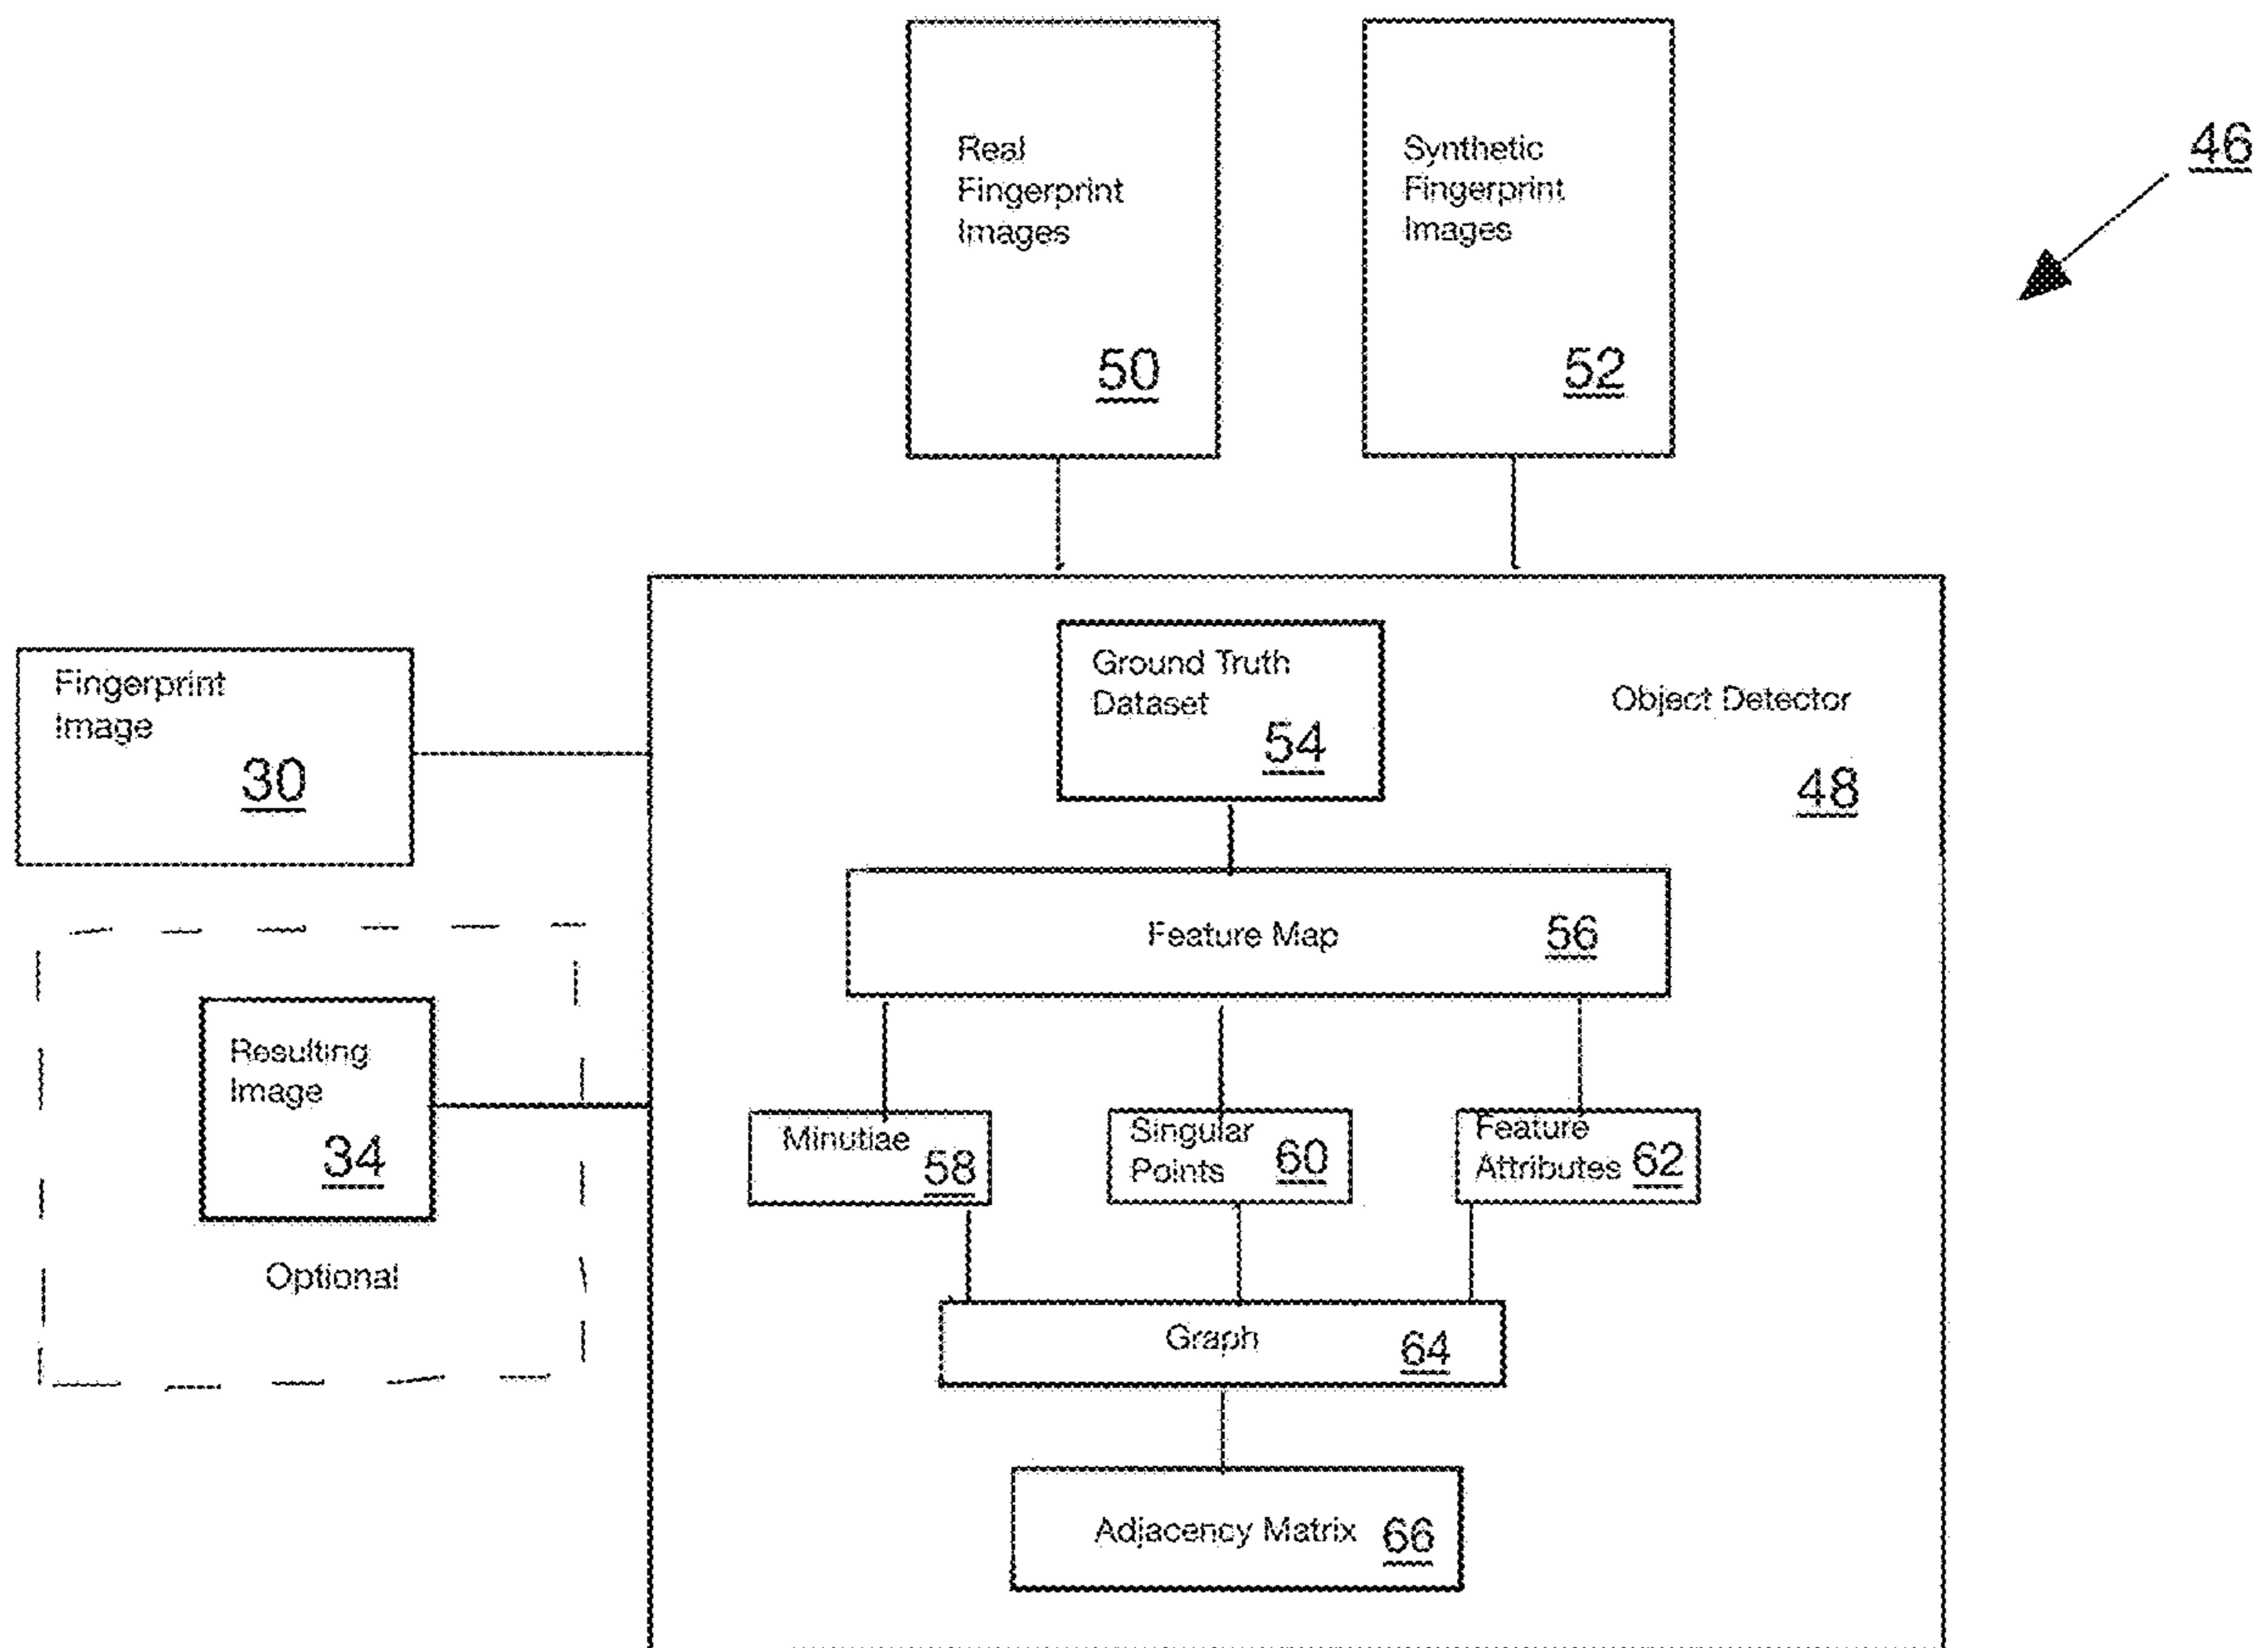 Real
Fingerprint
Images
50
Synthetic
Fingerprint
Images
52
46
Fingerprint
Image
30
Ground Truth
Dataset
54
Object Detector
48
Feature Map
56
Resulting
Image
34
Optional
Minutiae
58
Singular
Points
60
Feature
Attributes
62
Graph
64
Adjacency Matrix
66